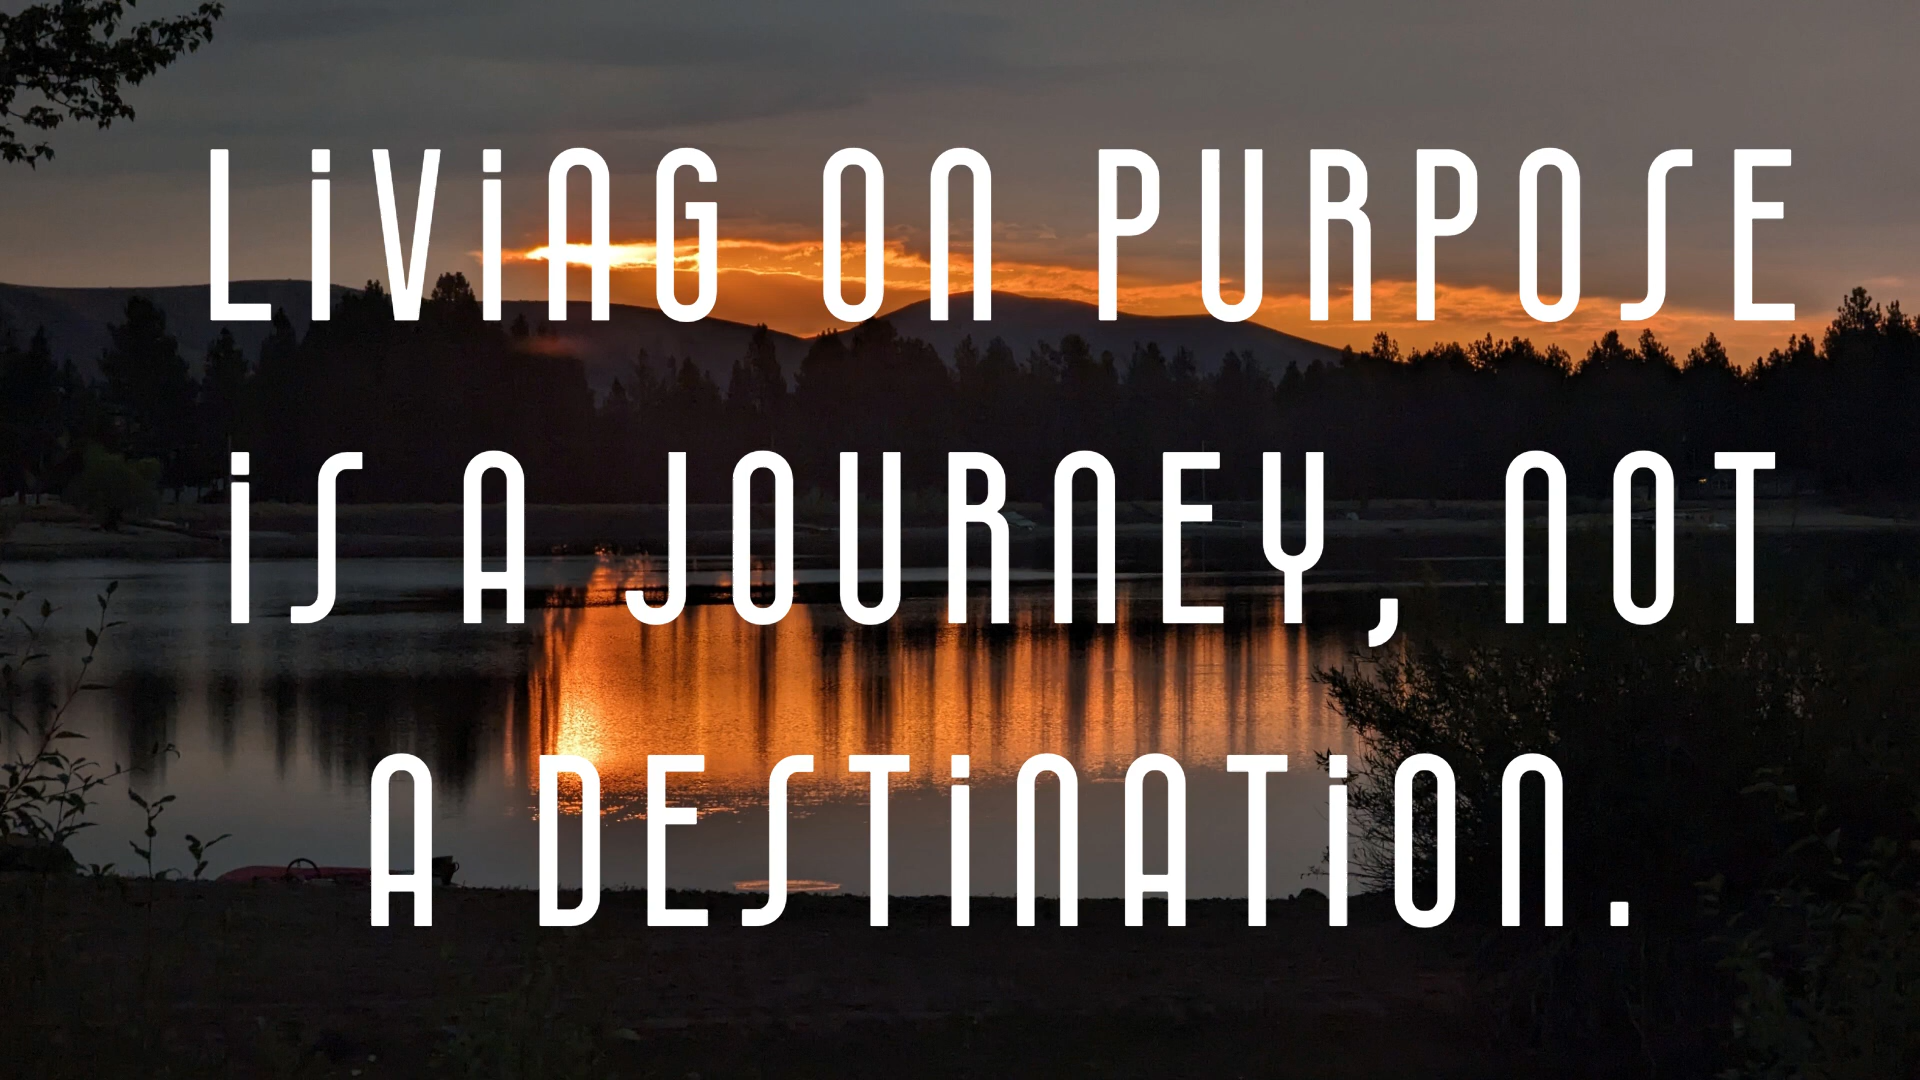 LiViNG ON PURPOSE
iS A JOURNEY, NOT
A DESTiNATiON.